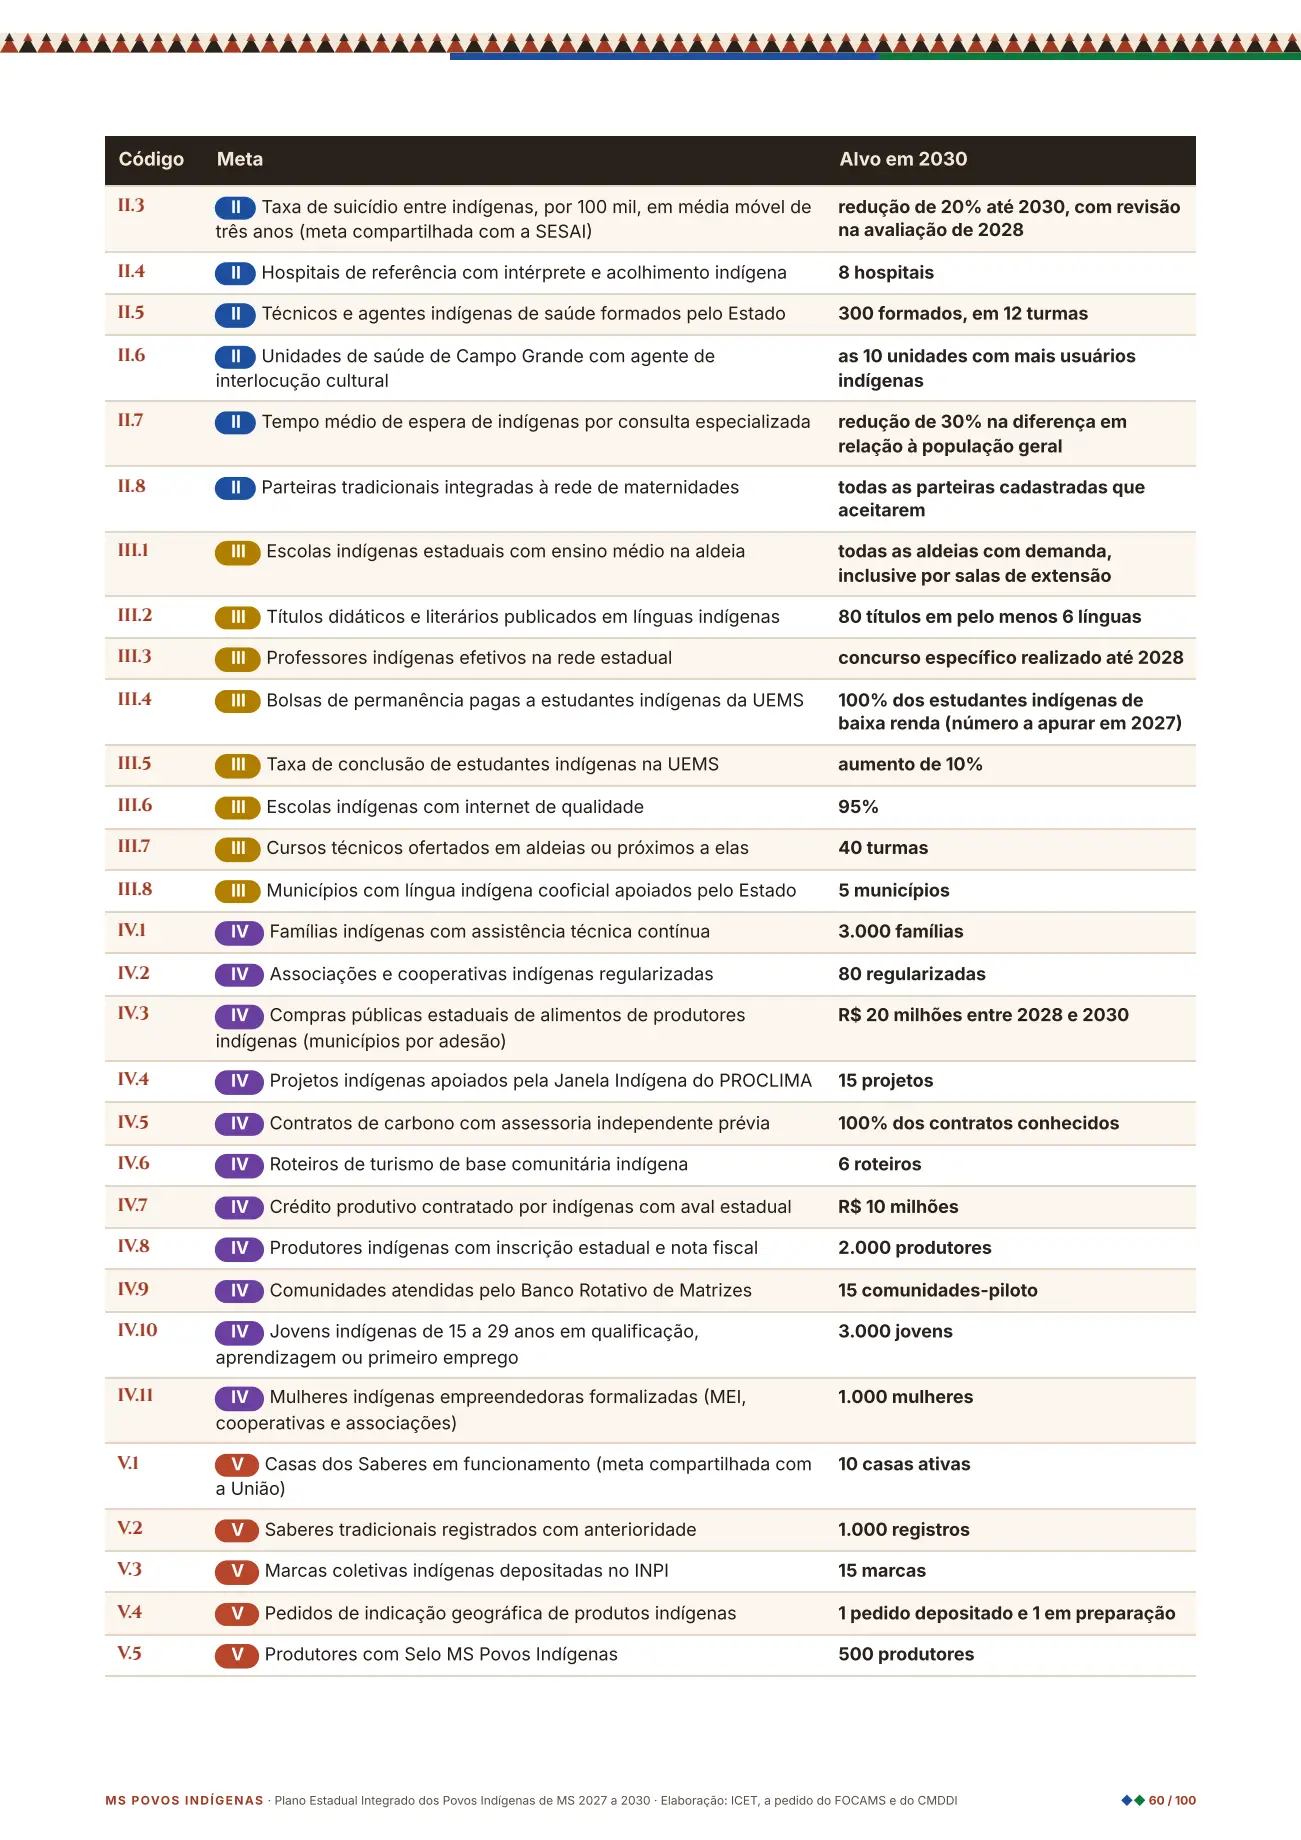 Código Meta Alvo em 2030
II.3 II Taxa de suicídio entre indígenas, por 100 mil, em média móvel de redução de 20% até 2030, com revisão
três anos (meta compartilhada com a SESAI) na avaliação de 2028
II.4 II Hospitais de referência com intérprete e acolhimento indígena 8 hospitais
II.5 II Técnicos e agentes indígenas de saúde formados pelo Estado 300 formados, em 12 turmas
II.6 II Unidades de saúde de Campo Grande com agente de as 10 unidades com mais usuários
interlocução cultural indígenas
II.7 II Tempo médio de espera de indígenas por consulta especializada redução de 30% na diferença em
relação à população geral
II.8 II Parteiras tradicionais integradas à rede de maternidades todas as parteiras cadastradas que
aceitarem
III.1 III Escolas indígenas estaduais com ensino médio na aldeia todas as aldeias com demanda,
inclusive por salas de extensão
III.2 III Títulos didáticos e literários publicados em línguas indígenas 80 títulos em pelo menos 6 línguas
III.3 III Professores indígenas efetivos na rede estadual concurso específico realizado até 2028
III.4 III Bolsas de permanência pagas a estudantes indígenas da UEMS 100% dos estudantes indígenas de
baixa renda (número a apurar em 2027)
III.5 III Taxa de conclusão de estudantes indígenas na UEMS aumento de 10%
III.6 III Escolas indígenas com internet de qualidade 95%
III.7 III Cursos técnicos ofertados em aldeias ou próximos a elas 40 turmas
III.8 III Municípios com língua indígena cooficial apoiados pelo Estado 5 municípios
IV.1 IV Famílias indígenas com assistência técnica contínua 3.000 famílias
IV.2 IV Associações e cooperativas indígenas regularizadas 80 regularizadas
IV.3 IV Compras públicas estaduais de alimentos de produtores R$ 20 milhões entre 2028 e 2030
indígenas (municípios por adesão)
IV.4 IV Projetos indígenas apoiados pela Janela Indígena do PROCLIMA 15 projetos
IV.5 IV Contratos de carbono com assessoria independente prévia 100% dos contratos conhecidos
IV.6 IV Roteiros de turismo de base comunitária indígena 6 roteiros
IV.7 IV Crédito produtivo contratado por indígenas com aval estadual R$ 10 milhões
IV.8 IV Produtores indígenas com inscrição estadual e nota fiscal 2.000 produtores
IV.9 IV Comunidades atendidas pelo Banco Rotativo de Matrizes 15 comunidades-piloto
IV.10 IV Jovens indígenas de 15 a 29 anos em qualificação, 3.000 jovens
aprendizagem ou primeiro emprego
IV.11 IV Mulheres indígenas empreendedoras formalizadas (MEI, 1.000 mulheres
cooperativas e associações)
V.1 V Casas dos Saberes em funcionamento (meta compartilhada com 10 casas ativas
a União)
V.2 V Saberes tradicionais registrados com anterioridade 1.000 registros
V.3 V Marcas coletivas indígenas depositadas no INPI 15 marcas
V.4 V Pedidos de indicação geográfica de produtos indígenas 1 pedido depositado e 1 em preparação
V.5 V Produtores com Selo MS Povos Indígenas 500 produtores
MS POVOS INDÍGENAS · Plano Estadual Integrado dos Povos Indígenas de MS 2027 a 2030 · Elaboração: ICET, a pedido do FOCAMS e do CMDDI 60 / 100